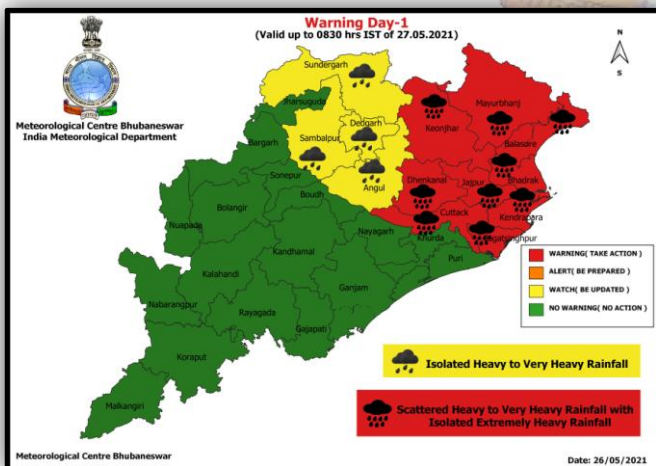 Warning Day-1
(Valid up to 0830 hrs IST of 27.05.2021)
Meteorological Centre Bhubaneswar
India Meteorological Department
N
S
Sundergarh
Jharsuguda
Deogarh
Sambalpur
Bargarh
Angul
Sonepur
Boudh
Bolangir
Nuapada
Kandhamal
Nayagarh
Kalahandi
Ganjam
Nabarangpur
Rayagada
Gajapati
Koraput
Malkangiri
Khurda
Puri
Keonjhar
Mayurbhanj
Balasore
Dhenkanal
Jajpur
Bhadrak
Cuttack
Kendrapara
Jagatsinghpur
WARNING( TAKE ACTION )
ALERT( BE PREPARED )
WATCH( BE UPDATED )
NO WARNING( NO ACTION )
Isolated Heavy to Very Heavy Rainfall
Scattered Heavy to Very Heavy Rainfall with
Isolated Extremely Heavy Rainfall
Meteorological Centre Bhubaneswar
Date: 26/05/2021